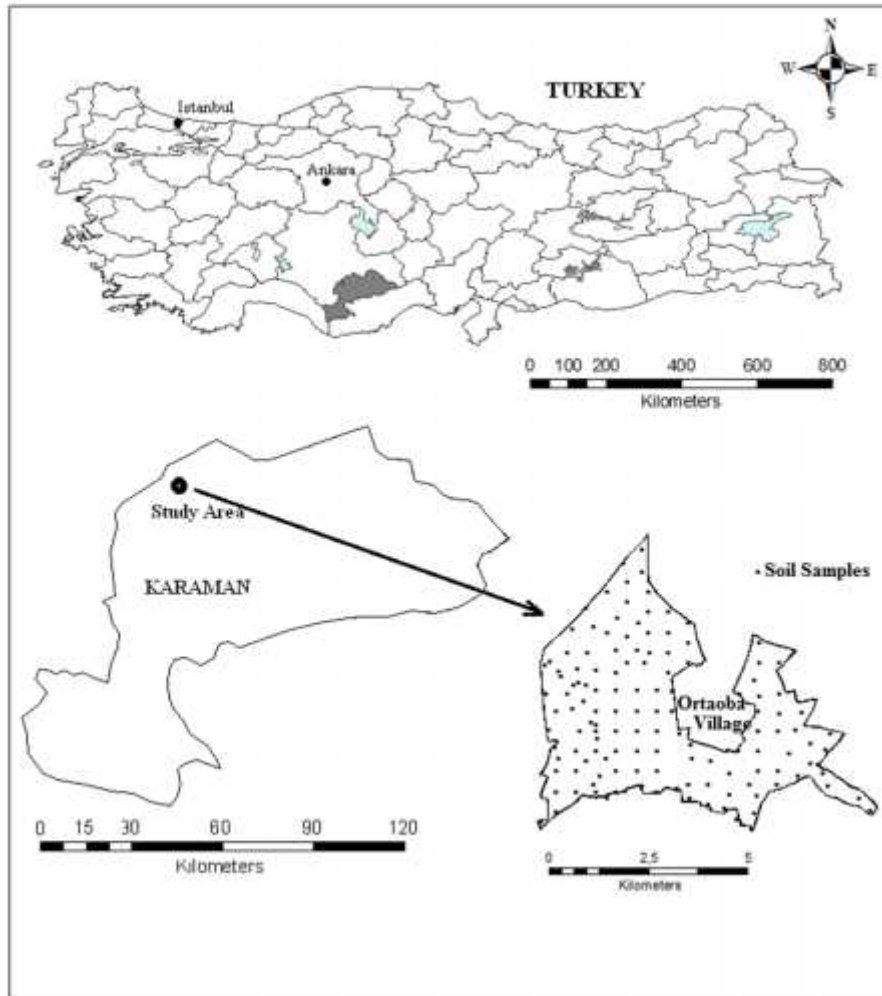 N
W E
S
TURKEY
Istanbul
Ankara
0 100 200 400 600 800
Kilometers
Study Area
KARAMAN
Soil Samples
Ortaoba
Village
0 15 30 60 90 120
Kilometers
0 2,5 5
Kilometers